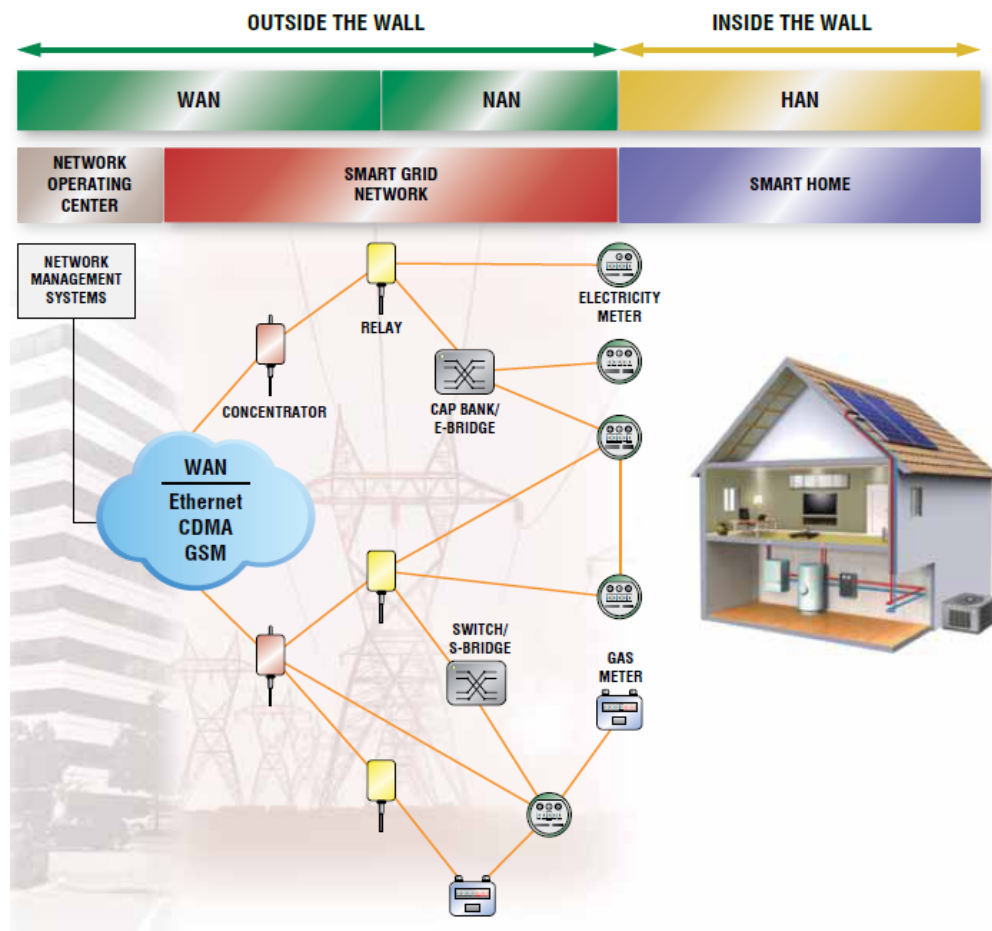 OUTSIDE THE WALL
INSIDE THE WALL
WAN
NAN
HAN
NETWORK
OPERATING
CENTER
SMART GRID
NETWORK
SMART HOME
NETWORK
MANAGEMENT
SYSTEMS
RELAY
ELECTRICITY
METER
CONCENTRATOR
CAP BANK/
E-BRIDGE
WAN
Ethernet
CDMA
GSM
SWITCH/
S-BRIDGE
GAS
METER